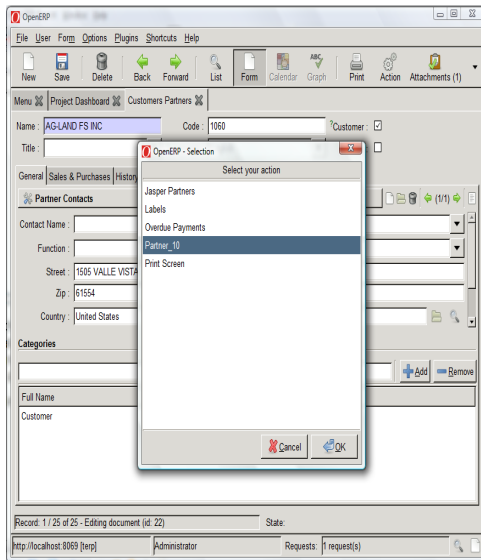 OpenERP
File User Form Options Plugins Shortcuts Help
New Save Delete Back Forward List Form Calendar Graph Print Action Attachments (1)
Menu Project Dashboard Customers Partners
Name : AG-LAND FS INC Code : 1060 ?Customer :
Title :
OpenERP - Selection
Select your action
Jasper Partners
Labels
Overdue Payments
Partner_10
Print Screen
Cancel OK
General Sales & Purchases History
Partner Contacts (1/1)
Contact Name :
Function :
Street : 1505 VALLE VISTA
Zip : 61554
Country : United States
Categories
Add Remove
Full Name
Customer
Record: 1 / 25 of 25 - Editing document (id: 22) State:
http://localhost:8069 [terp] Administrator Requests: 1 request(s)